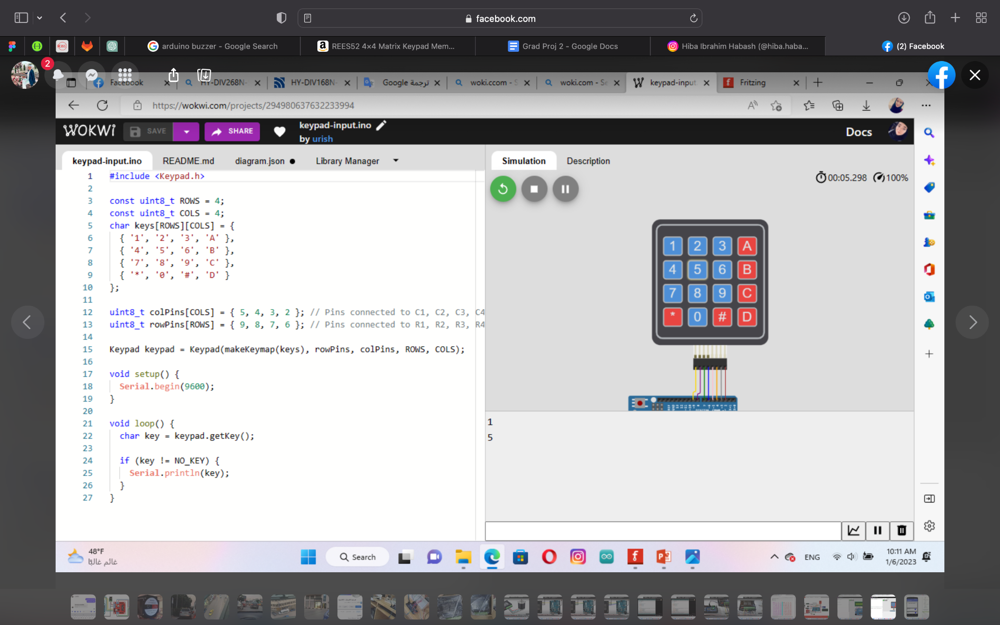 facebook.com
arduino buzzer - Google Search
REES52 4x4 Matrix Keypad Mem...
Grad Proj 2 - Google Docs
Hiba Ibrahim Habash (@hiba.haba...
(2) Facebook
2
Facebook
HY-DIV268N-
HY-DIV168N-
ترجمة Google
woki.ccom - S
woki.com - Se
keypad-input
Fritzing
https://wokwi.com/projects/294980637632233994
WOKWI
SAVE
SHARE
keypad-input.ino
by urish
Docs
keypad-input.ino
README.md
diagram.json
Library Manager
Simulation
Description
00:05.298
100%
1 #include <Keypad.h>
2
3 const uint8_t ROWS = 4;
4 const uint8_t COLS = 4;
5 char keys[ROWS][COLS] = {
6 { '1', '2', '3', 'A' },
7 { '4', '5', '6', 'B' },
8 { '7', '8', '9', 'C' },
9 { '*', '0', '#', 'D' }
10 };
11
12 uint8_t colPins[COLS] = { 5, 4, 3, 2 }; // Pins connected to C1, C2, C3, C4
13 uint8_t rowPins[ROWS] = { 9, 8, 7, 6 }; // Pins connected to R1, R2, R3, R4
14
15 Keypad keypad = Keypad(makeKeymap(keys), rowPins, colPins, ROWS, COLS);
16
17 void setup() {
18 Serial.begin(9600);
19 }
20
21 void loop() {
22 char key = keypad.getKey();
23
24 if (key != NO_KEY) {
25 Serial.println(key);
26 }
27 }
1 2 3 A
4 5 6 B
7 8 9 C
* 0 # D
1
5
48°F
غائم غالبًا
Search
ENG
10:11 AM
1/6/2023